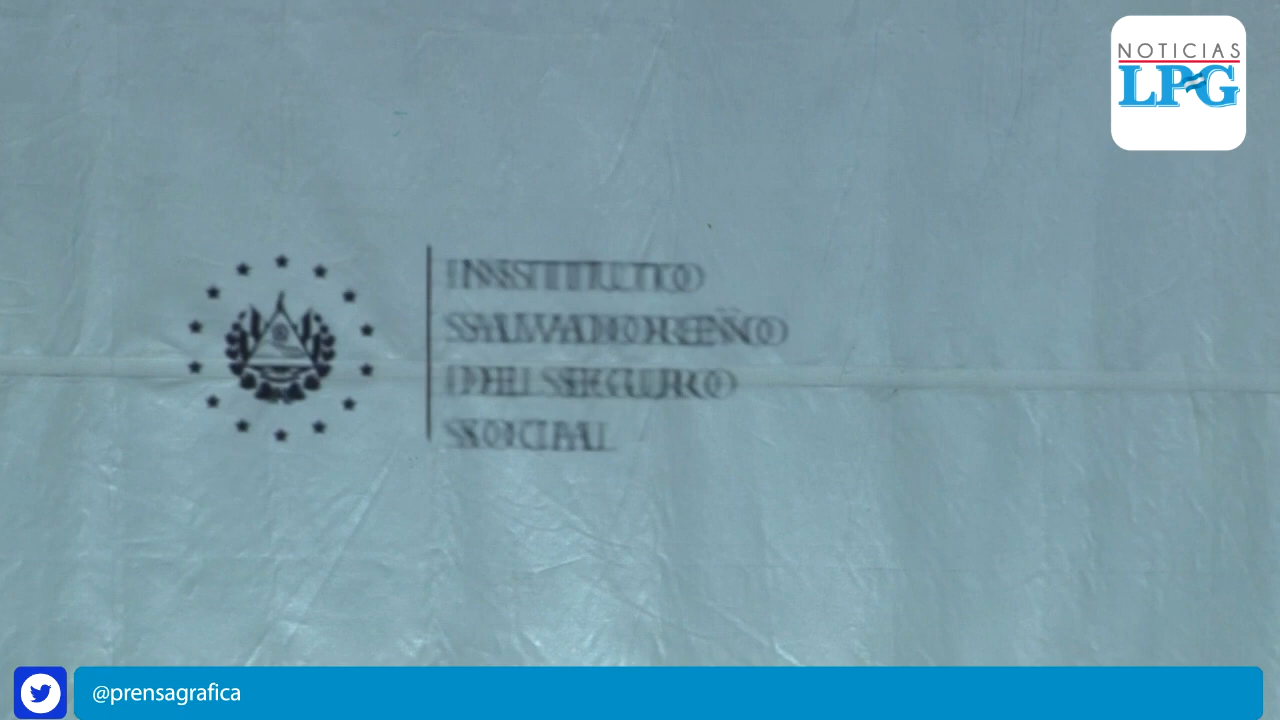 NOTICIAS
LPG
INSTITUTO
SALVADOREÑO
DEL SEGURO
SOCIAL
@prensagrafica